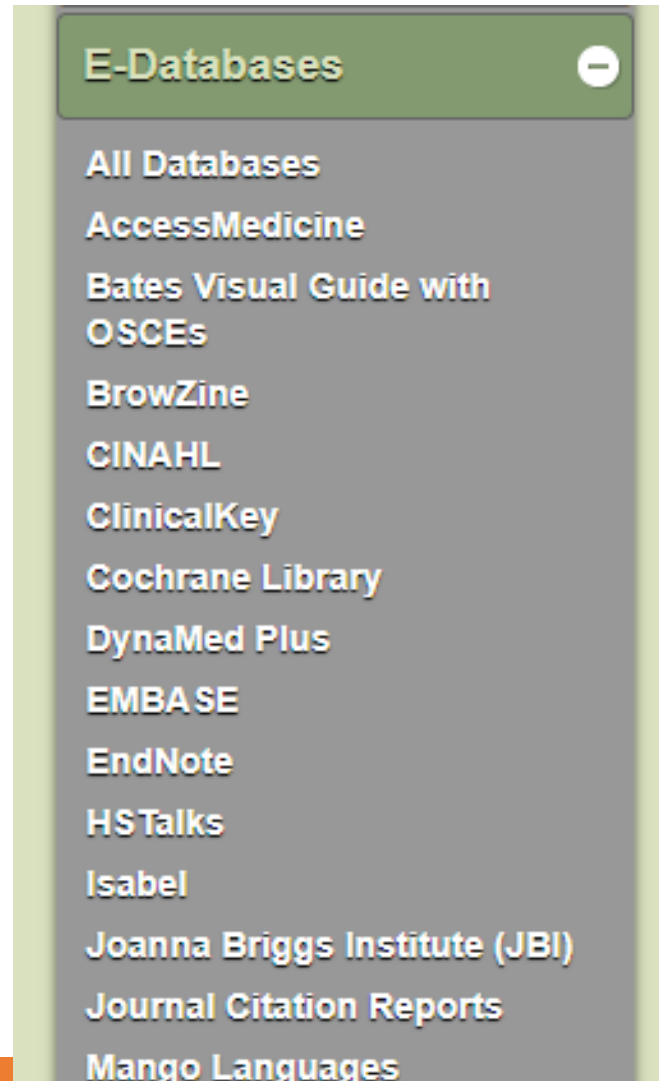 E-Databases
All Databases
AccessMedicine
Bates Visual Guide with
OSCEs
BrowZine
CINAHL
ClinicalKey
Cochrane Library
DynaMed Plus
EMBASE
EndNote
HSTalks
Isabel
Joanna Briggs Institute (JBI)
Journal Citation Reports
Mango Languages